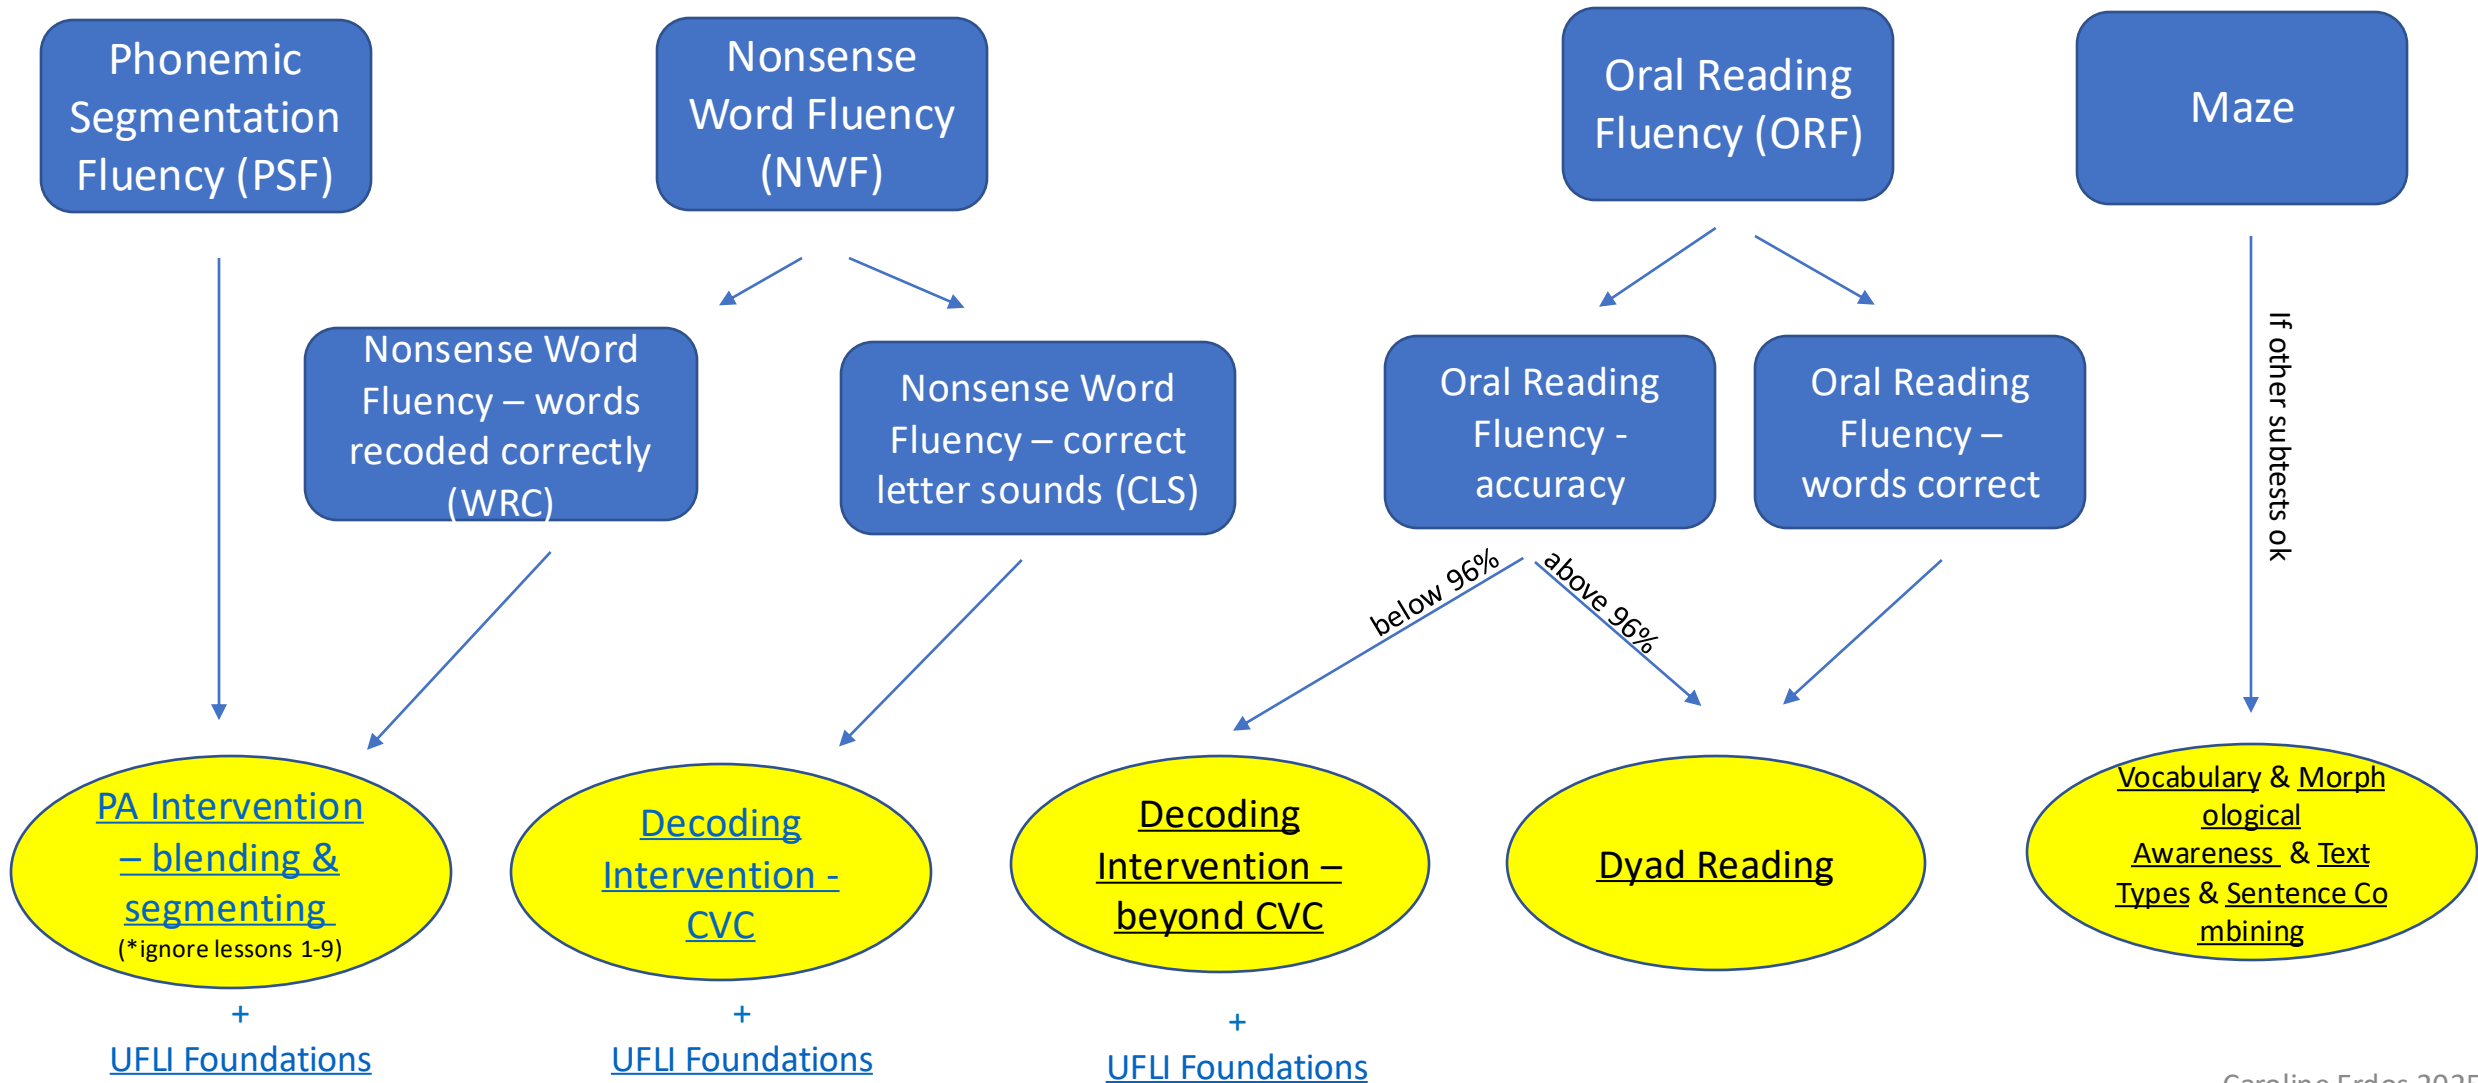 Phonemic
Segmentation
Fluency (PSF)
Nonsense
Word Fluency
(NWF)
Oral Reading
Fluency (ORF)
Maze
Nonsense Word
Fluency – words
recoded correctly
(WRC)
Nonsense Word
Fluency – correct
letter sounds (CLS)
Oral Reading
Fluency -
accuracy
Oral Reading
Fluency –
words correct
If other subtests ok
below 96%
above 96%
PA Intervention
– blending &
segmenting
(*ignore lessons 1-9)
+
UFLI Foundations
Decoding
Intervention -
CVC
+
UFLI Foundations
Decoding
Intervention –
beyond CVC
+
UFLI Foundations
Dyad Reading
Vocabulary & Morph
ological
Awareness & Text
Types & Sentence Co
mbining
Caroline Erdos 2025